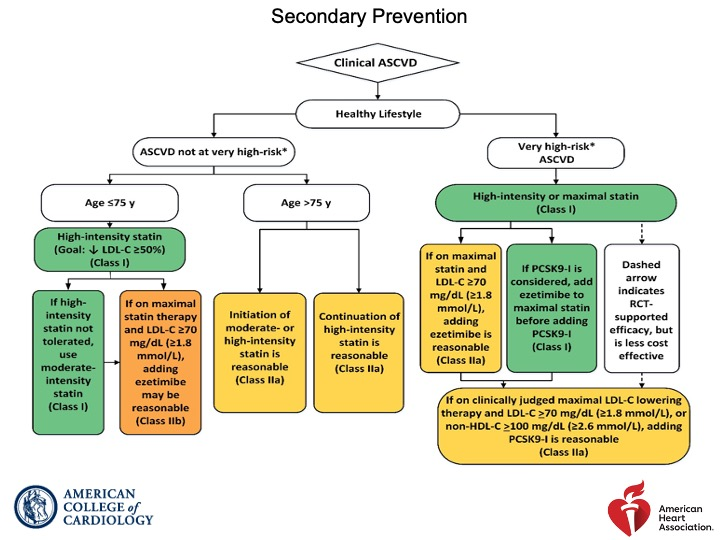 Secondary Prevention
Clinical ASCVD
Healthy Lifestyle
ASCVD not at very high-risk*
Very high-risk*
ASCVD
Age ≤75 y
Age >75 y
High-intensity or maximal statin
(Class I)
High-intensity statin
(Goal: ↓ LDL-C ≥50%)
(Class I)
If high-
intensity
statin not
tolerated,
use
moderate-
intensity
statin
(Class I)
If on maximal
statin therapy
and LDL-C ≥70
mg/dL (≥1.8
mmol/L),
adding
ezetimibe
may be
reasonable
(Class IIb)
Initiation of
moderate- or
high-intensity
statin is
reasonable
(Class IIa)
Continuation of
high-intensity
statin is
reasonable
(Class IIa)
If on maximal
statin and
LDL-C ≥70
mg/dL (≥1.8
mmol/L),
adding
ezetimibe is
reasonable
(Class IIa)
If PCSK9-I is
considered, add
ezetimibe to
maximal statin
before adding
PCSK9-I
(Class I)
Dashed
arrow
indicates
RCT-
supported
efficacy, but
is less cost
effective
If on clinically judged maximal LDL-C lowering
therapy and LDL-C ≥70 mg/dL (≥1.8 mmol/L), or
non-HDL-C ≥100 mg/dL (≥2.6 mmol/L), adding
PCSK9-I is reasonable
(Class IIa)
AMERICAN
COLLEGE of
CARDIOLOGY
American
Heart
Association.